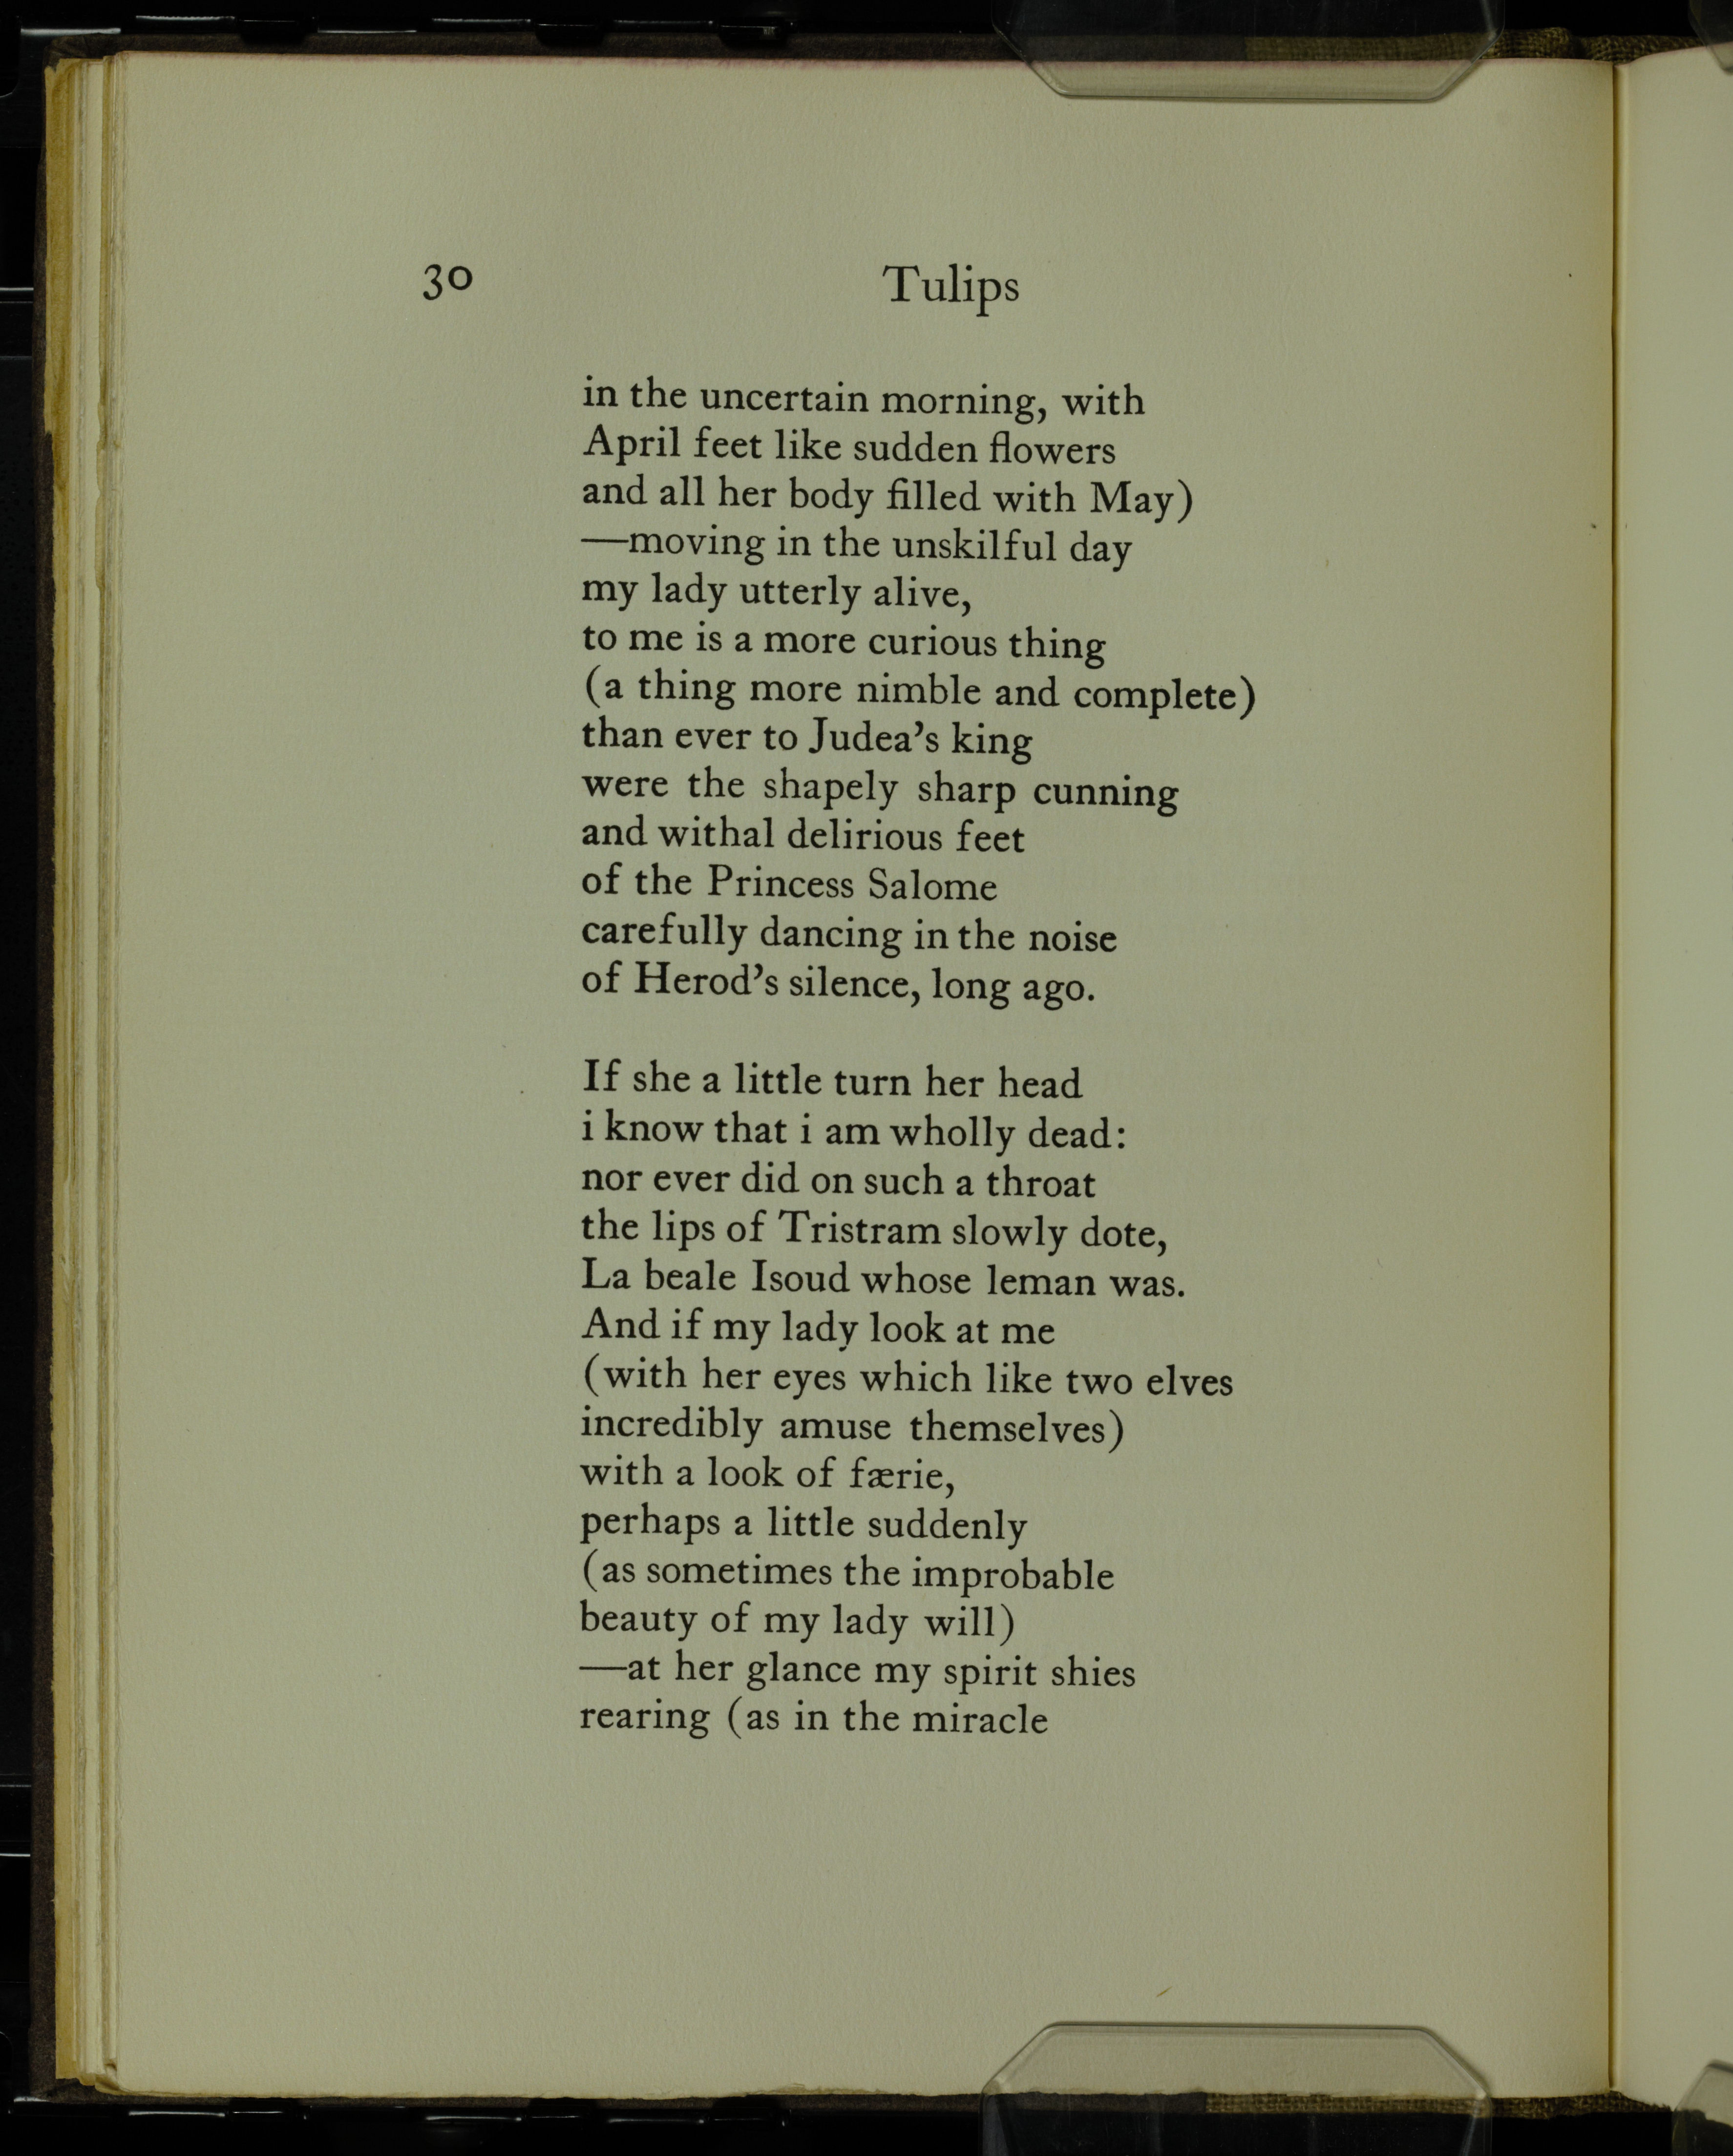 30
Tulips
in the uncertain morning, with
April feet like sudden flowers
and all her body filled with May)
—moving in the unskilful day
my lady utterly alive,
to me is a more curious thing
(a thing more nimble and complete)
than ever to Judea’s king
were the shapely sharp cunning
and withal delirious feet
of the Princess Salome
carefully dancing in the noise
of Herod’s silence, long ago.
If she a little turn her head
i know that i am wholly dead:
nor ever did on such a throat
the lips of Tristram slowly dote,
La beale Isoud whose leman was.
And if my lady look at me
(with her eyes which like two elves
incredibly amuse themselves)
with a look of færie,
perhaps a little suddenly
(as sometimes the improbable
beauty of my lady will)
—at her glance my spirit shies
rearing (as in the miracle